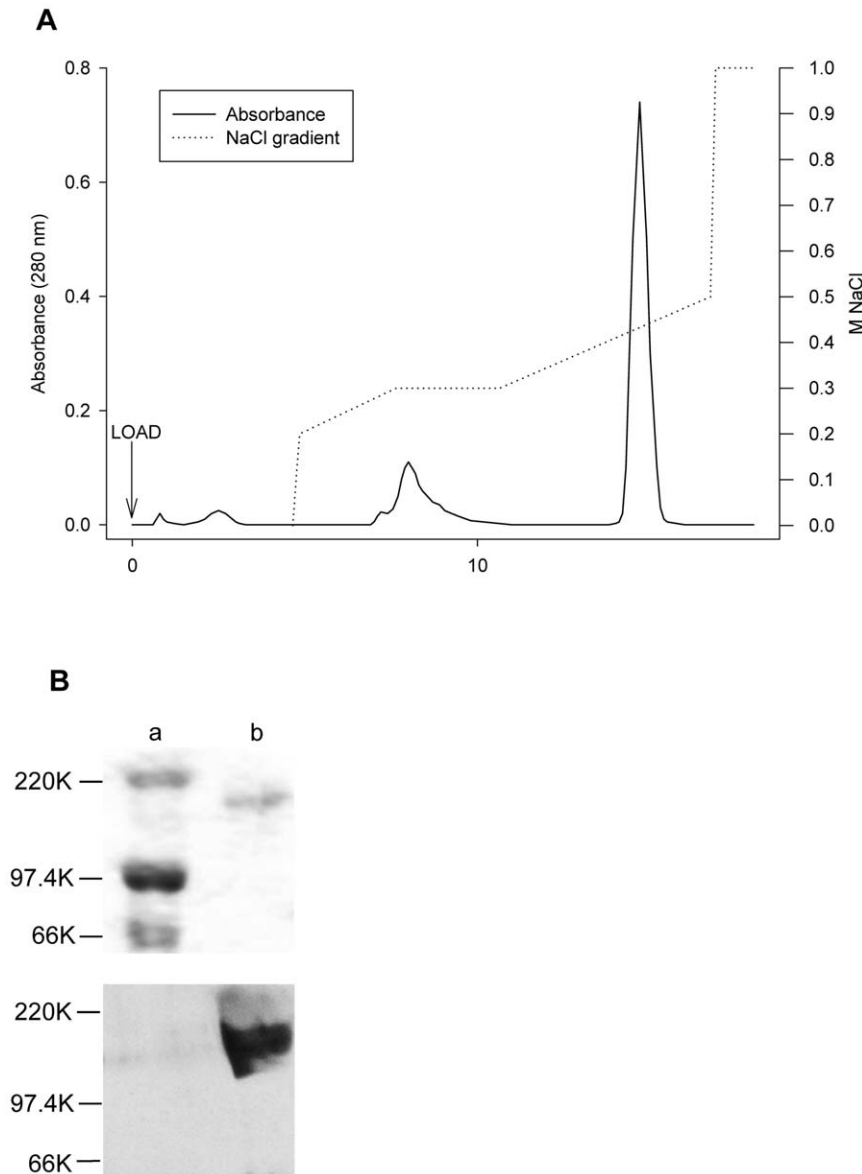 A
Absorbance
NaCl gradient
Absorbance (280 nm)
0.8
0.6
0.4
0.2
0.0
LOAD
M NaCl
1.0
0.9
0.8
0.7
0.6
0.5
0.4
0.3
0.2
0.1
0.0
0 10
B
a b
220K
97.4K
66K
220K
97.4K
66K